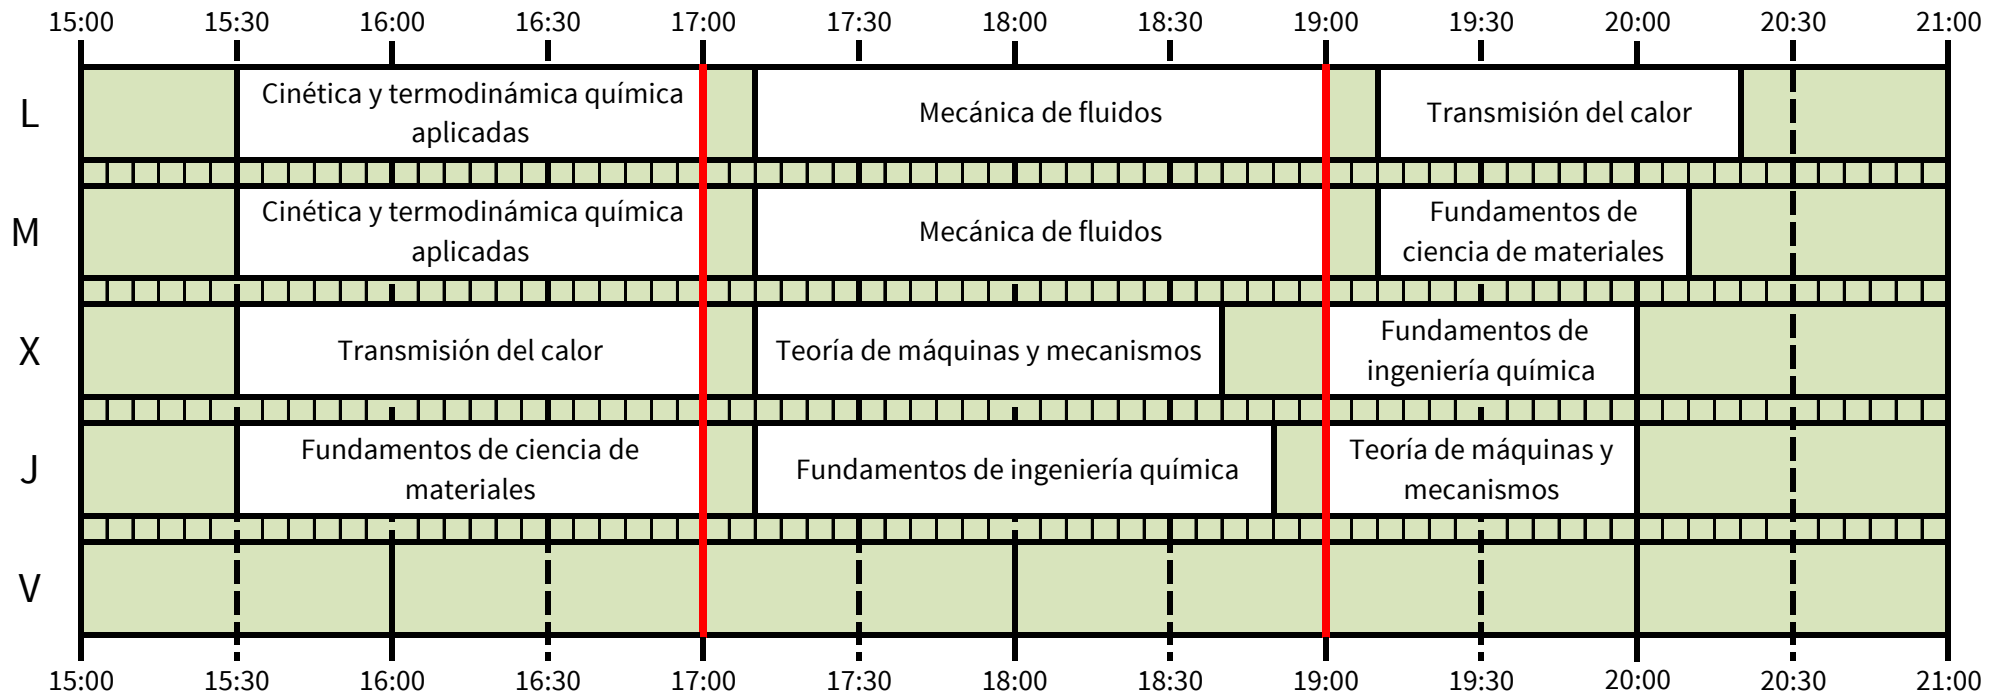 15:00 15:30 16:00 16:30 17:00 17:30 18:00 18:30 19:00 19:30 20:00 20:30 21:00
L
Cinética y termodinámica química
aplicadas
Mecánica de fluidos
Transmisión del calor
M
Cinética y termodinámica química
aplicadas
Mecánica de fluidos
Fundamentos de
ciencia de materiales
X
Transmisión del calor
Teoría de máquinas y mecanismos
Fundamentos de
ingeniería química
J
Fundamentos de ciencia de
materiales
Fundamentos de ingeniería química
Teoría de máquinas y
mecanismos
V
15:00 15:30 16:00 16:30 17:00 17:30 18:00 18:30 19:00 19:30 20:00 20:30 21:00